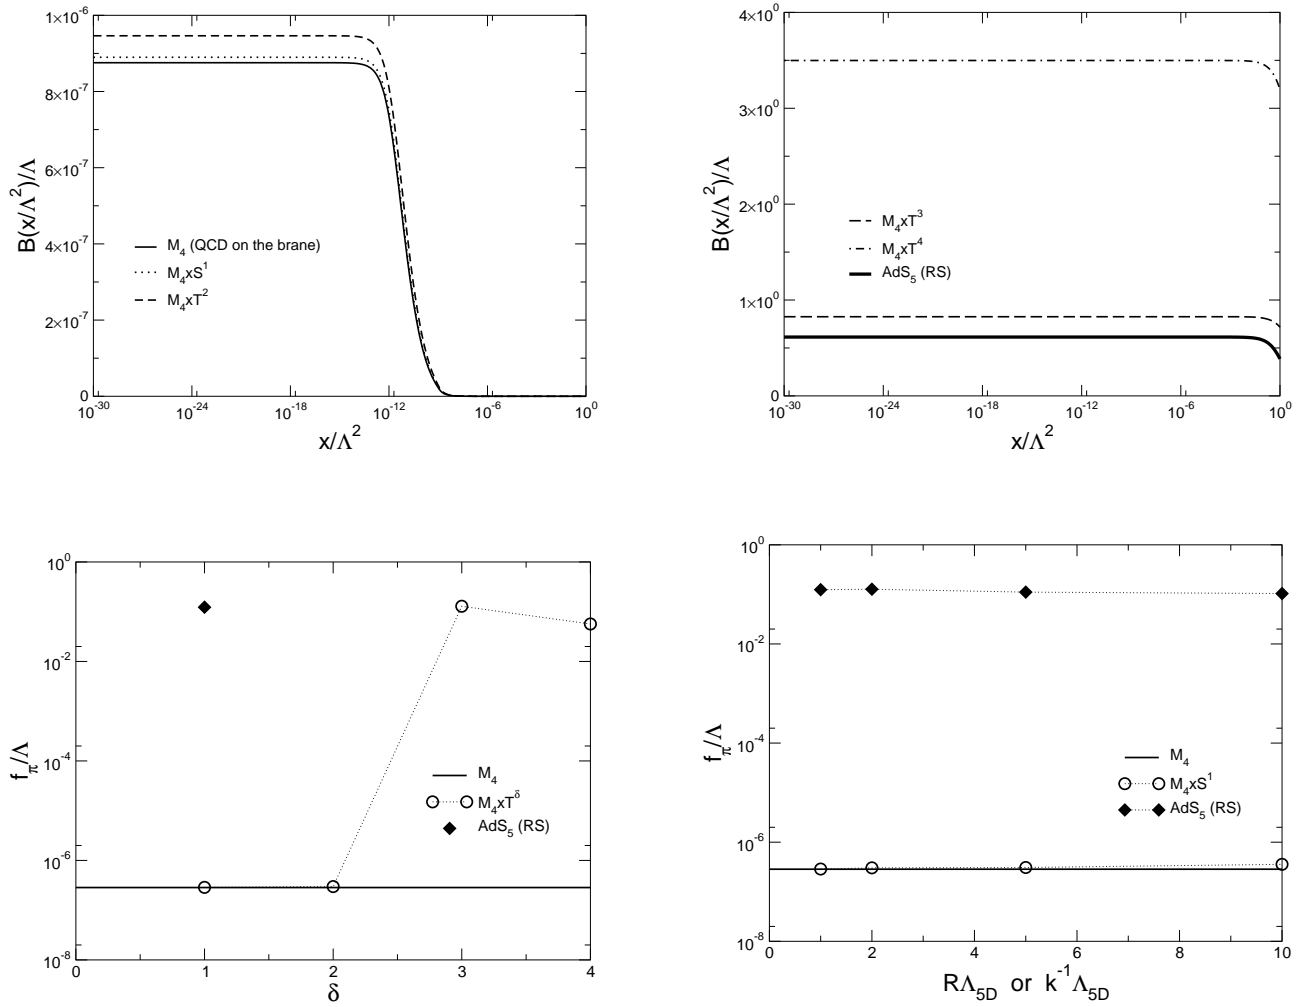 1×10⁻⁶
8×10⁻⁷
6×10⁻⁷
4×10⁻⁷
2×10⁻⁷
0
B(x/Λ²)/Λ
M₄ (QCD on the brane)
M₄xS¹
M₄xT²
10⁻³⁰ 10⁻²⁴ 10⁻¹⁸ 10⁻¹² 10⁻⁶ 10⁰
x/Λ²
4×10⁰
3×10⁰
2×10⁰
1×10⁰
0
B(x/Λ²)/Λ
M₄xT³
M₄xT⁴
AdS₅ (RS)
10⁻³⁰ 10⁻²⁴ 10⁻¹⁸ 10⁻¹² 10⁻⁶ 10⁰
x/Λ²
10⁰
10⁻²
10⁻⁴
10⁻⁶
10⁻⁸
f_π/Λ
M₄
M₄xT^δ
AdS₅ (RS)
0 1 2 3 4
δ
10⁰
10⁻²
10⁻⁴
10⁻⁶
10⁻⁸
f_π/Λ
M₄
M₄xS¹
AdS₅ (RS)
0 2 4 6 8 10
RΛ₅D or k⁻¹Λ₅D